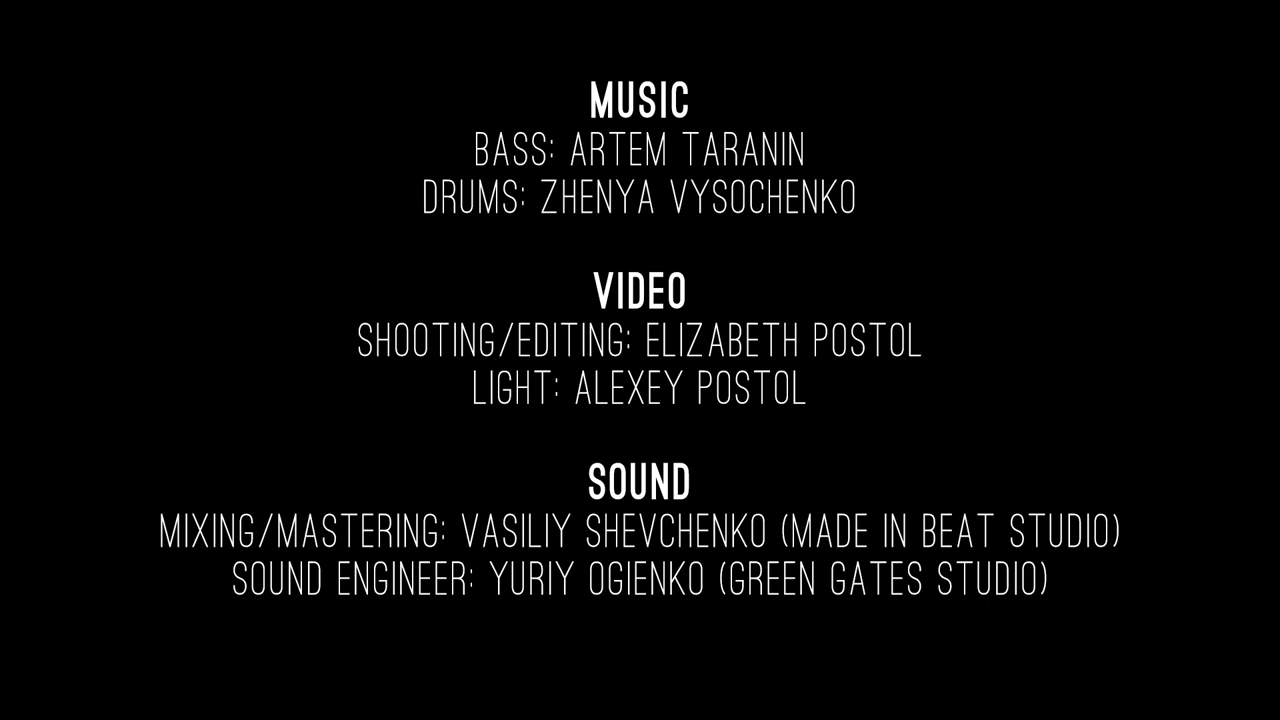 MUSIC
BASS: ARTEM TARANIN
DRUMS: ZHENYA VYSOCHENKO
VIDEO
SHOOTING/EDITING: ELIZABETH POSTOL
LIGHT: ALEXEY POSTOL
SOUND
MIXING/MASTERING: VASILIY SHEVCHENKO (MADE IN BEAT STUDIO)
SOUND ENGINEER: YURIY OGIENKO (GREEN GATES STUDIO)